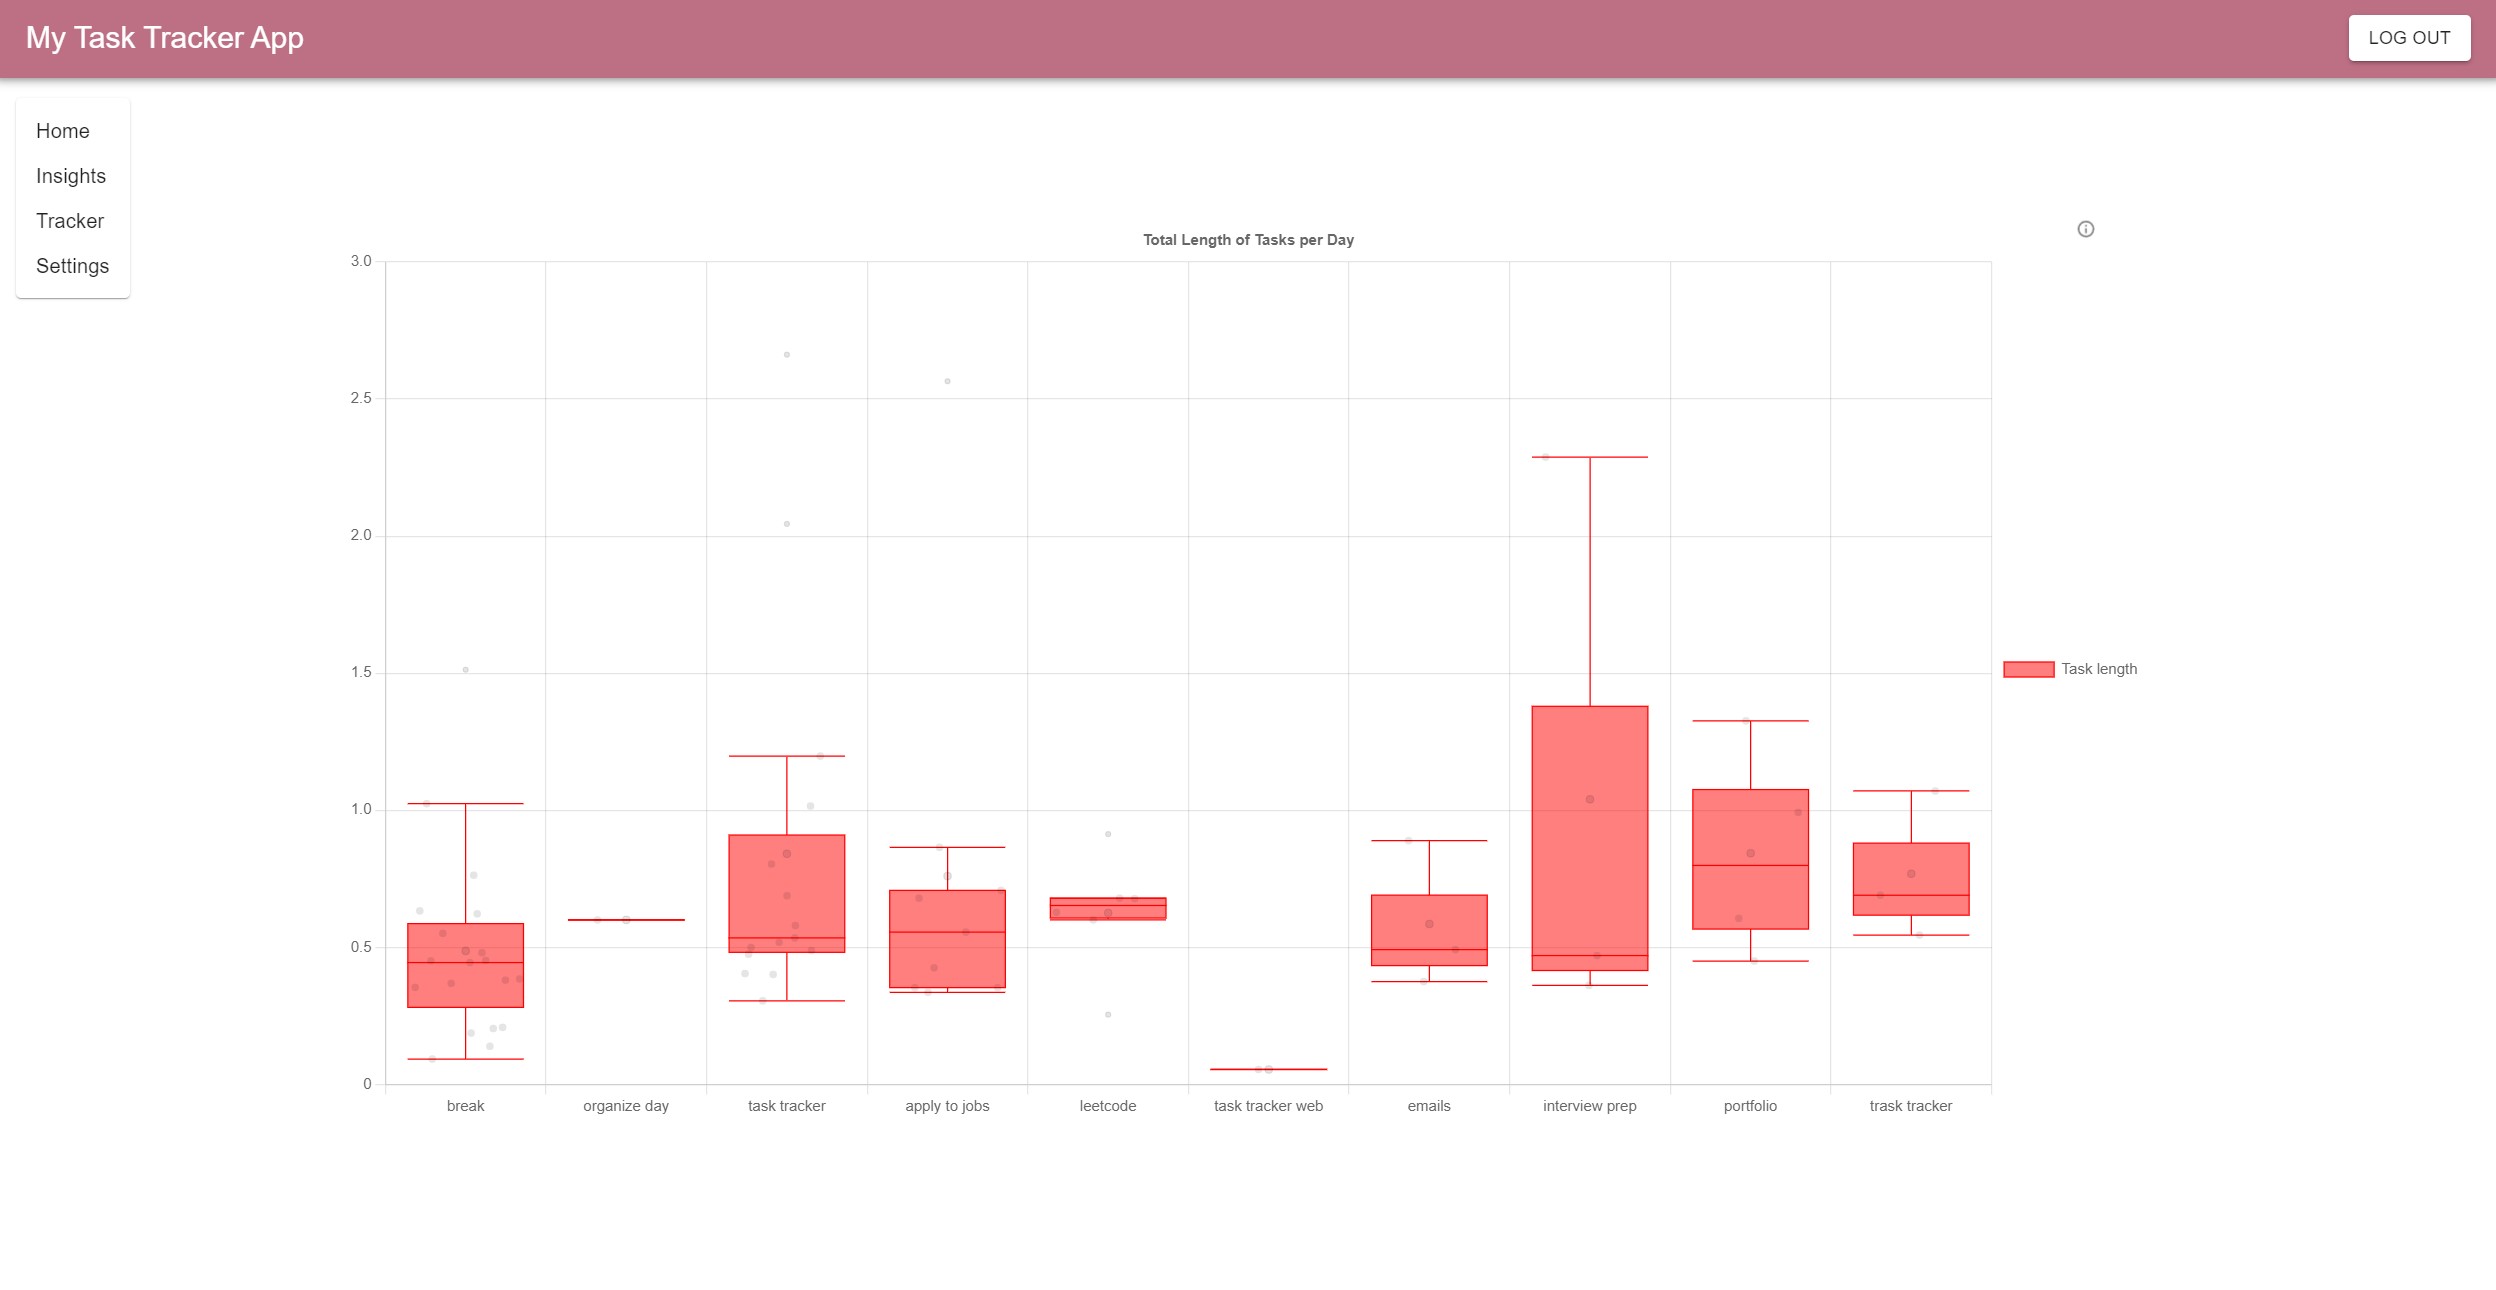 My Task Tracker App
LOG OUT
Home
Insights
Tracker
Settings
Total Length of Tasks per Day
3.0
2.5
2.0
1.5
1.0
0.5
0
Task length
break
organize day
task tracker
apply to jobs
leetcode
task tracker web
emails
interview prep
portfolio
trask tracker